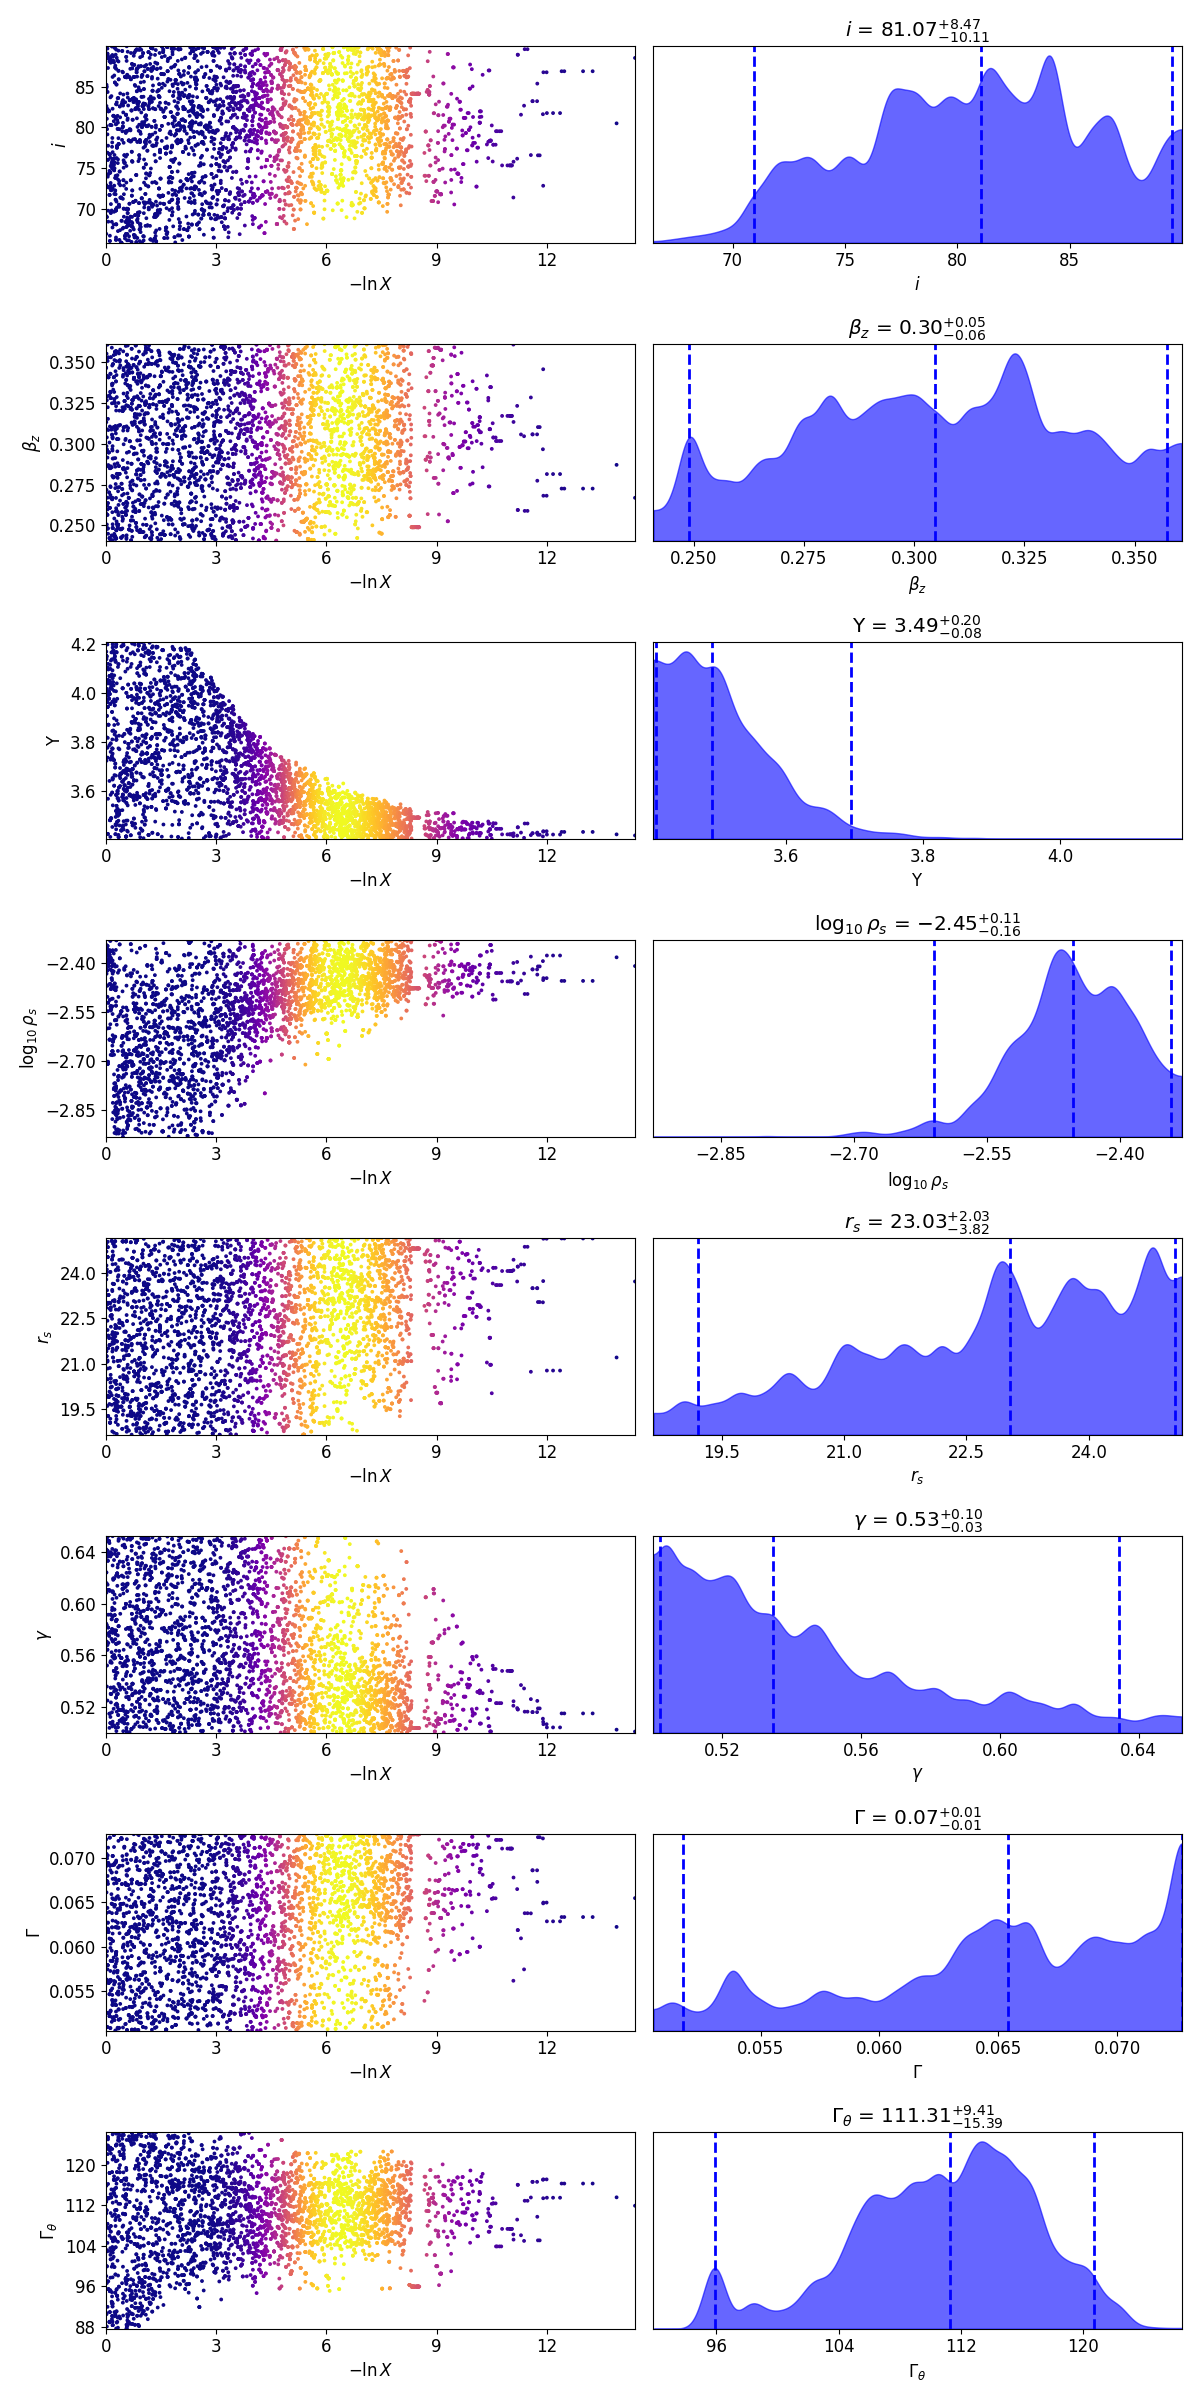 i = 81.07 +8.47 −10.11
i
85
80
75
70
0 3 6 9 12
−ln X
70 75 80 85
i
β_z = 0.30 +0.05 −0.06
β_z
0.350
0.325
0.300
0.275
0.250
0 3 6 9 12
−ln X
0.250 0.275 0.300 0.325 0.350
β_z
Υ = 3.49 +0.20 −0.08
Υ
4.2
4.0
3.8
3.6
0 3 6 9 12
−ln X
3.6 3.8 4.0
Υ
log₁₀ ρ_s = −2.45 +0.11 −0.16
log₁₀ ρ_s
−2.40
−2.55
−2.70
−2.85
0 3 6 9 12
−ln X
−2.85 −2.70 −2.55 −2.40
log₁₀ ρ_s
r_s = 23.03 +2.03 −3.82
r_s
24.0
22.5
21.0
19.5
0 3 6 9 12
−ln X
19.5 21.0 22.5 24.0
r_s
γ = 0.53 +0.10 −0.03
γ
0.64
0.60
0.56
0.52
0 3 6 9 12
−ln X
0.52 0.56 0.60 0.64
γ
Γ = 0.07 +0.01 −0.01
Γ
0.070
0.065
0.060
0.055
0 3 6 9 12
−ln X
0.055 0.060 0.065 0.070
Γ
Γ_θ = 111.31 +9.41 −15.39
Γ_θ
120
112
104
96
88
0 3 6 9 12
−ln X
96 104 112 120
Γ_θ